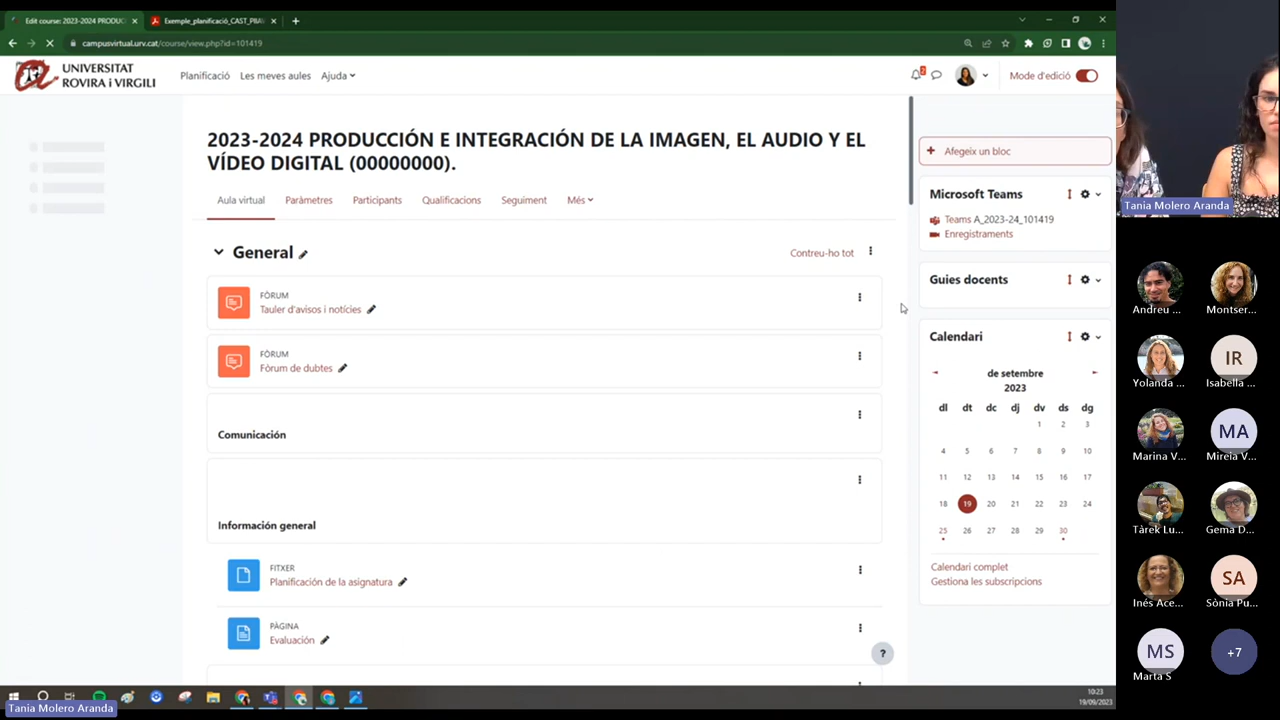 Edit course: 2023-2024 PRODUC
Exemple_planificació_CAST_PIIA
campusvirtual.urv.cat/course/view.php?id=101419
UNIVERSITAT
ROVIRA i VIRGILI
Planificació
Les meves aules
Ajuda
Mode d'edició
2023-2024 PRODUCCIÓN E INTEGRACIÓN DE LA IMAGEN, EL AUDIO Y EL
VÍDEO DIGITAL (00000000).
Aula virtual
Paràmetres
Participants
Qualificacions
Seguiment
Més
General
Contreu-ho tot
FÒRUM
Tauler d'avisos i notícies
FÒRUM
Fòrum de dubtes
Comunicación
Información general
FITXER
Planificación de la asignatura
PÀGINA
Evaluación
?
Afegeix un bloc
Microsoft Teams
Teams A_2023-24_101419
Enregistraments
Guies docents
Calendari
de setembre
2023
dl dt dc dj dv ds dg
1 2 3
4 5 6 7 8 9 10
11 12 13 14 15 16 17
18 19 20 21 22 23 24
25 26 27 28 29 30
Calendari complet
Gestiona les subscripcions
10:23
19/09/2023
Tania Molero Aranda
Tania Molero Aranda
Andreu ...
Montser...
IR
Yolanda ...
Isabella ...
MA
Marina V...
Mireia V...
Tàrek Lu...
Gema D...
SA
Inés Ace...
Sònia Pu...
MS
+7
Marta S